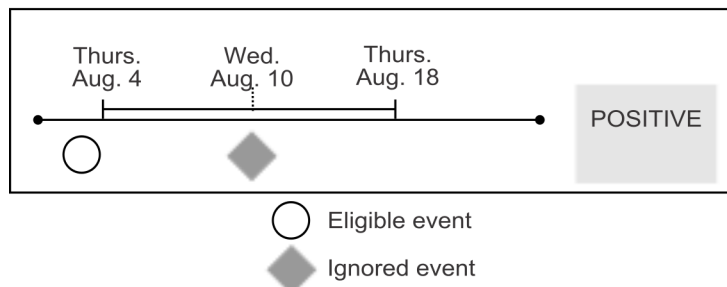 Thurs.
Aug. 4
Wed.
Aug. 10
Thurs.
Aug. 18
POSITIVE
Eligible event
Ignored event